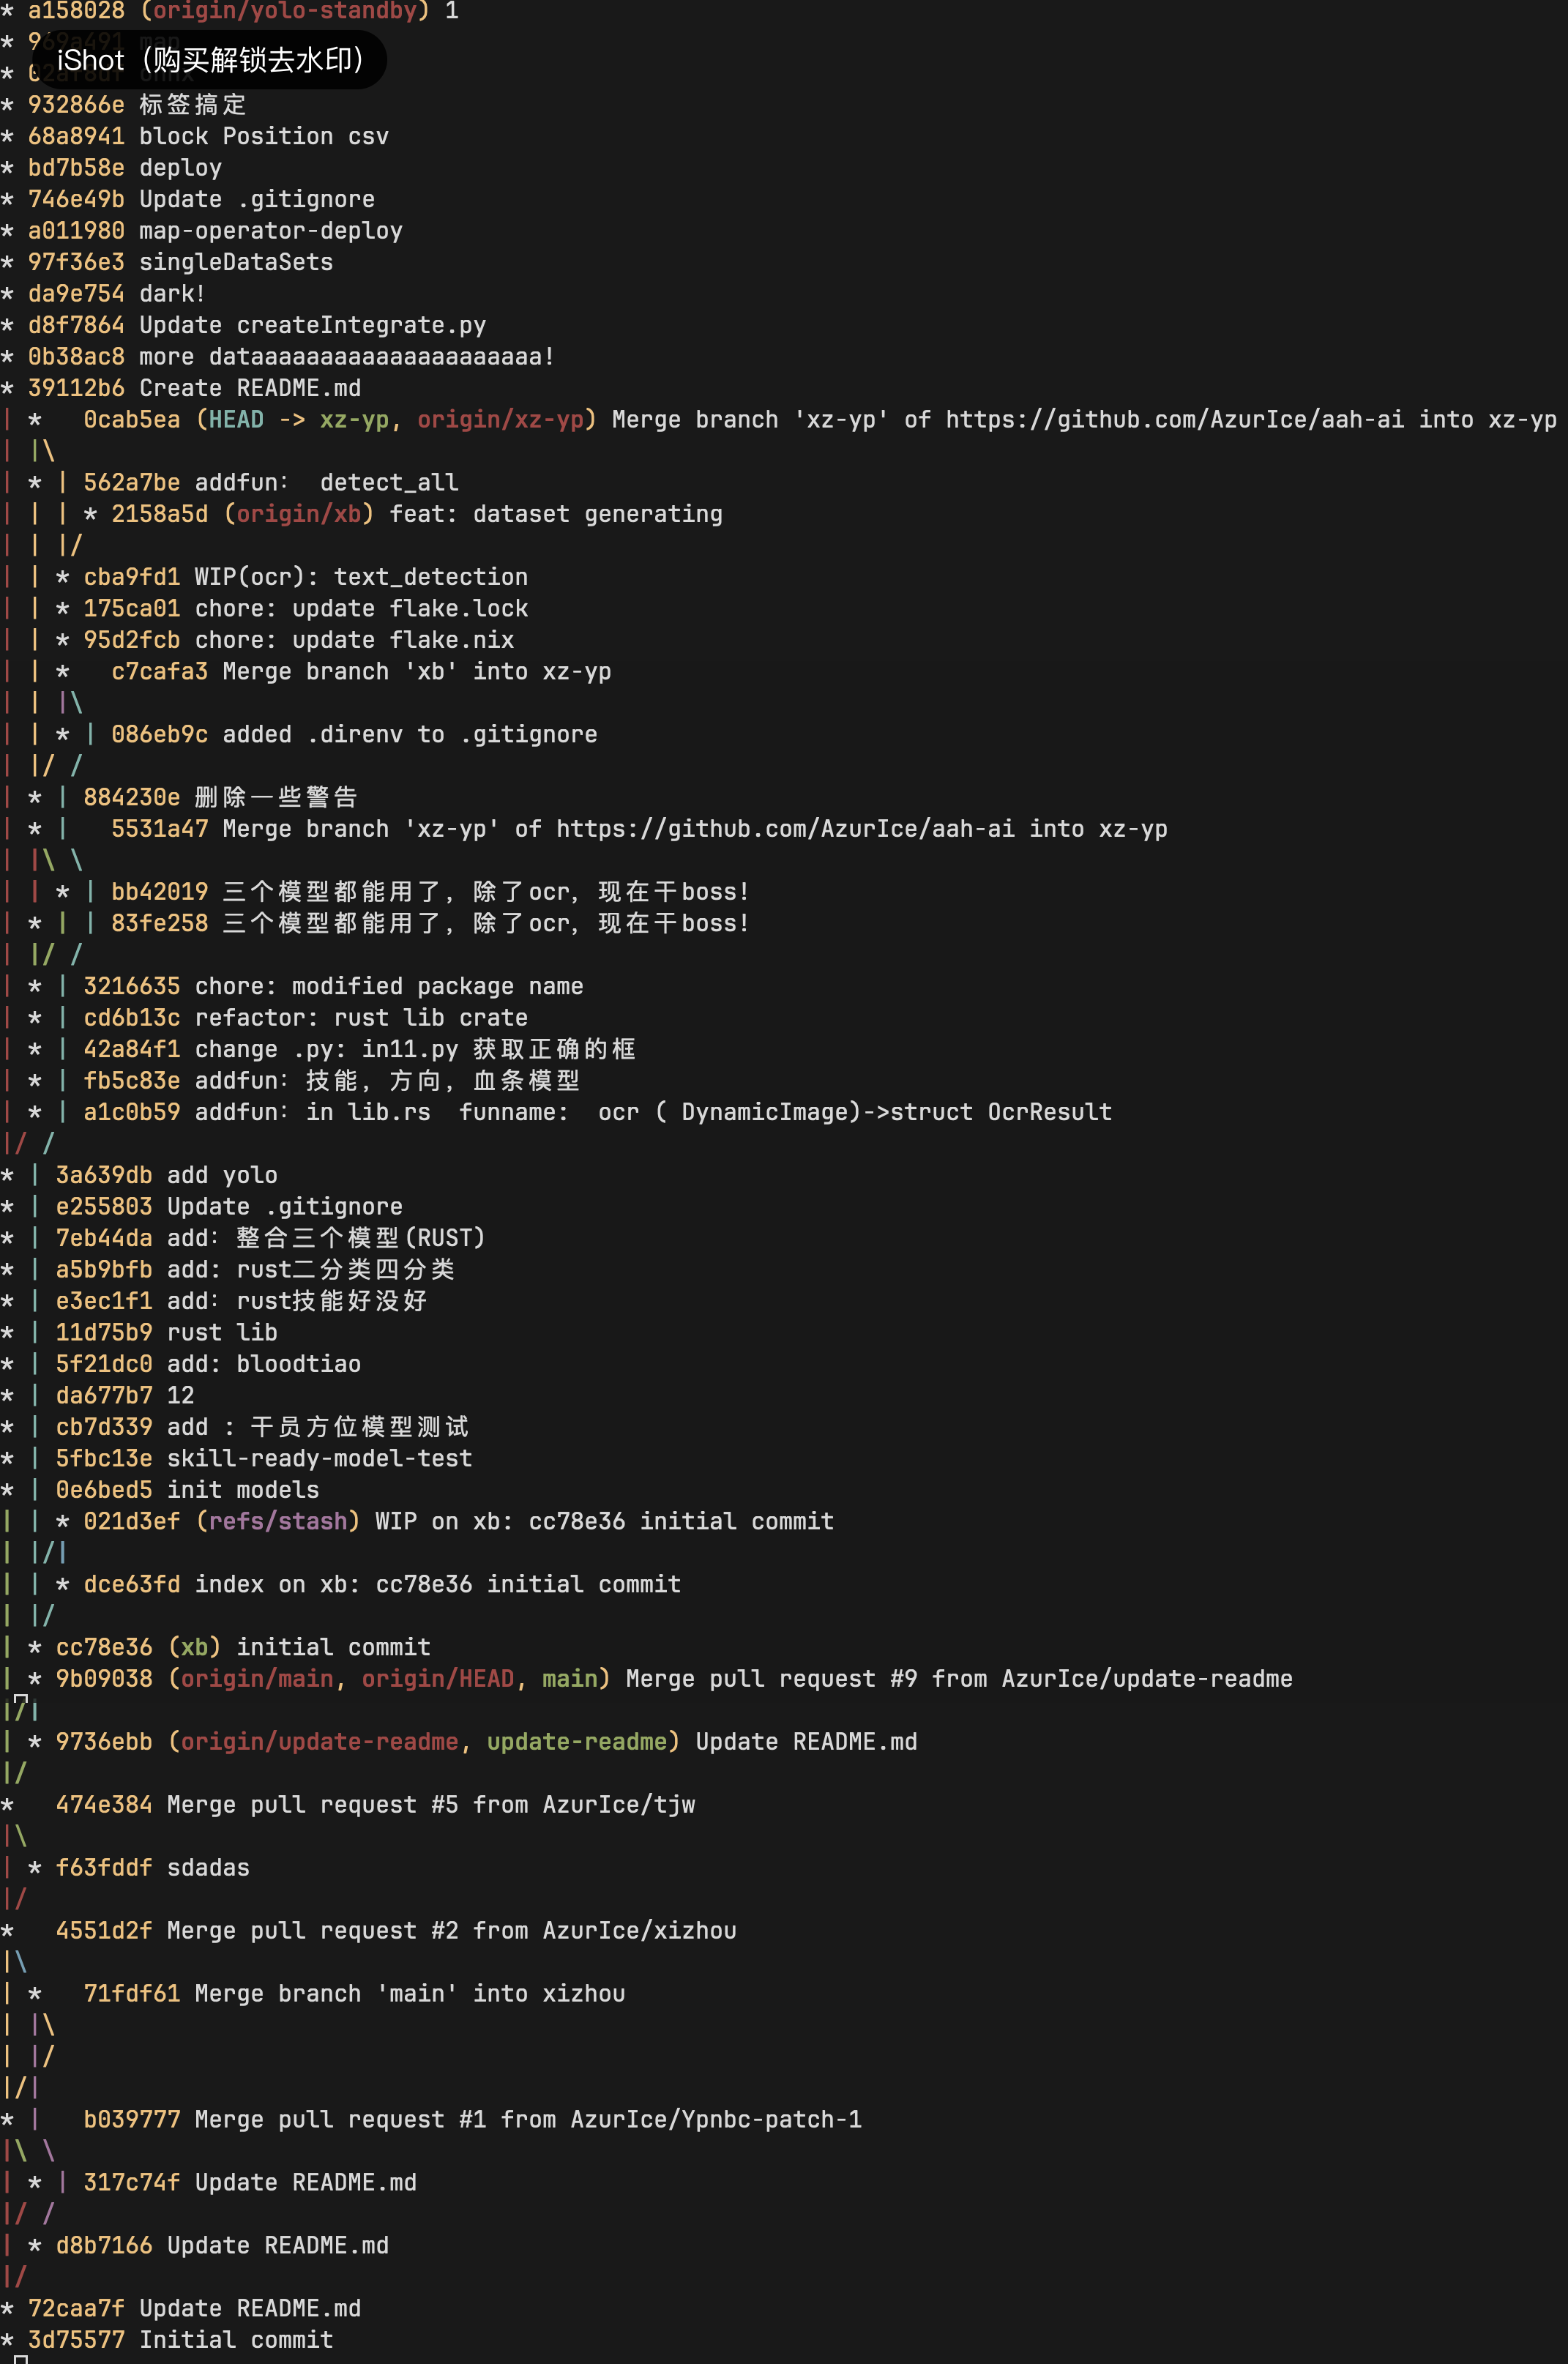 * a158028 (origin/yolo-standby) 1
* 969a491 map
iShot（购买解锁去水印）
* 02af8df onnx
* 932866e 标签搞定
* 68a8941 block Position csv
* bd7b58e deploy
* 746e49b Update .gitignore
* a011980 map-operator-deploy
* 97f36e3 singleDataSets
* da9e754 dark!
* d8f7864 Update createIntegrate.py
* 0b38ac8 more dataaaaaaaaaaaaaaaaaaaaa!
* 39112b6 Create README.md
| *   0cab5ea (HEAD -> xz-yp, origin/xz-yp) Merge branch 'xz-yp' of https://github.com/AzurIce/aah-ai into xz-yp
| |\
| * | 562a7be addfun： detect_all
| | | * 2158a5d (origin/xb) feat: dataset generating
| | |/
| | * cba9fd1 WIP(ocr): text_detection
| | * 175ca01 chore: update flake.lock
| | * 95d2fcb chore: update flake.nix
| | *   c7cafa3 Merge branch 'xb' into xz-yp
| | |\
| | * | 086eb9c added .direnv to .gitignore
| |/ /
| * | 884230e 删除一些警告
| * |   5531a47 Merge branch 'xz-yp' of https://github.com/AzurIce/aah-ai into xz-yp
| |\ \
| | * | bb42019 三个模型都能用了，除了ocr，现在干boss!
| * | | 83fe258 三个模型都能用了，除了ocr，现在干boss!
| |/ /
| * | 3216635 chore: modified package name
| * | cd6b13c refactor: rust lib crate
| * | 42a84f1 change .py: in11.py 获取正确的框
| * | fb5c83e addfun：技能，方向，血条模型
| * | a1c0b59 addfun：in lib.rs  funname:  ocr ( DynamicImage)->struct OcrResult
|/ /
* | 3a639db add yolo
* | e255803 Update .gitignore
* | 7eb44da add：整合三个模型(RUST)
* | a5b9bfb add: rust二分类四分类
* | e3ec1f1 add：rust技能好没好
* | 11d75b9 rust lib
* | 5f21dc0 add: bloodtiao
* | da677b7 12
* | cb7d339 add : 干员方位模型测试
* | 5fbc13e skill-ready-model-test
* | 0e6bed5 init models
| | * 021d3ef (refs/stash) WIP on xb: cc78e36 initial commit
| |/|
| | * dce63fd index on xb: cc78e36 initial commit
| |/
| * cc78e36 (xb) initial commit
| * 9b09038 (origin/main, origin/HEAD, main) Merge pull request #9 from AzurIce/update-readme
|/|
| * 9736ebb (origin/update-readme, update-readme) Update README.md
|/
*   474e384 Merge pull request #5 from AzurIce/tjw
|\
| * f63fddf sdadas
|/
*   4551d2f Merge pull request #2 from AzurIce/xizhou
|\
| *   71fdf61 Merge branch 'main' into xizhou
| |\
| |/
|/|
* |   b039777 Merge pull request #1 from AzurIce/Ypnbc-patch-1
|\ \
| * | 317c74f Update README.md
|/ /
| * d8b7166 Update README.md
|/
* 72caa7f Update README.md
* 3d75577 Initial commit